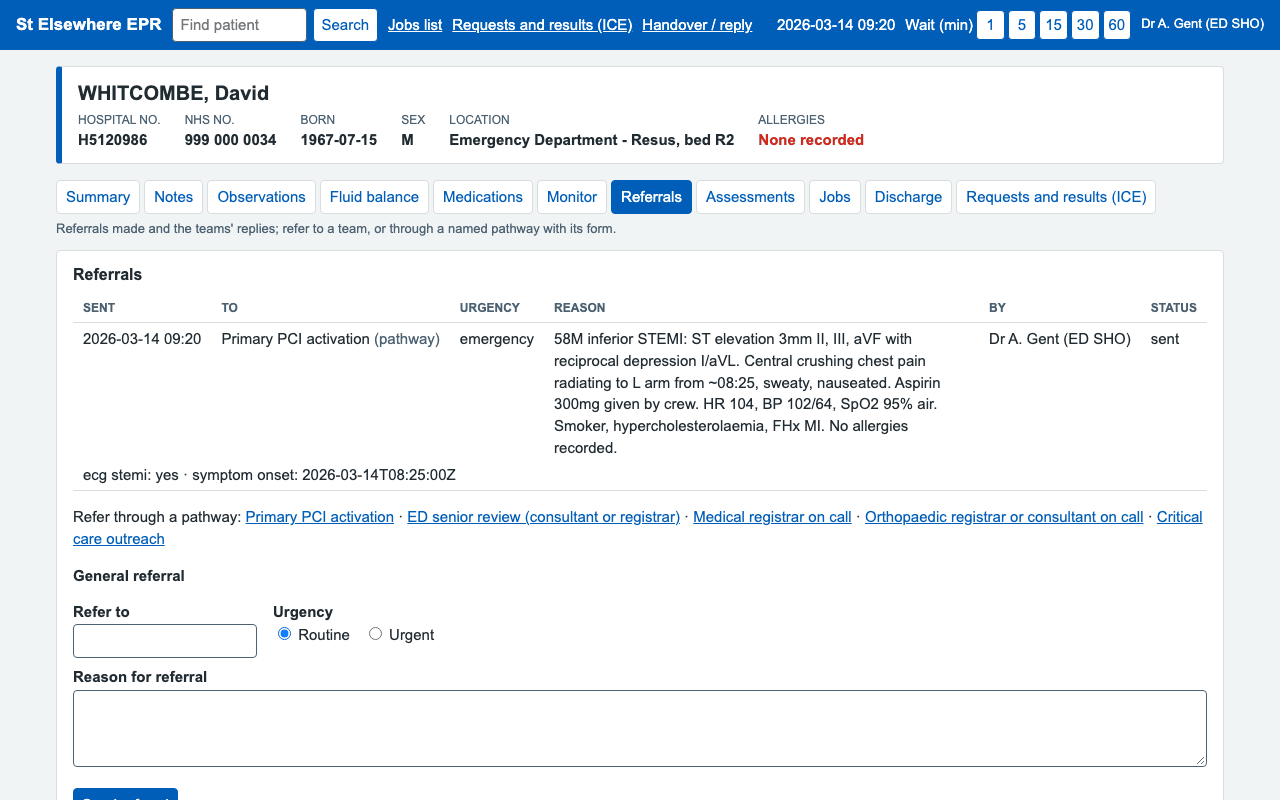 St Elsewhere EPR Find patient Search Jobs list Requests and results (ICE) Handover / reply 2026-03-14 09:20 Wait (min) 1 5 15 30 60 Dr A. Gent (ED SHO)
WHITCOMBE, David
HOSPITAL NO. NHS NO. BORN SEX LOCATION ALLERGIES
H5120986 999 000 0034 1967-07-15 M Emergency Department - Resus, bed R2 None recorded
Summary Notes Observations Fluid balance Medications Monitor Referrals Assessments Jobs Discharge Requests and results (ICE)
Referrals made and the teams' replies; refer to a team, or through a named pathway with its form.
Referrals
SENT TO URGENCY REASON BY STATUS
2026-03-14 09:20 Primary PCI activation (pathway) emergency 58M inferior STEMI: ST elevation 3mm II, III, aVF with Dr A. Gent (ED SHO) sent
reciprocal depression I/aVL. Central crushing chest pain
radiating to L arm from ~08:25, sweaty, nauseated. Aspirin
300mg given by crew. HR 104, BP 102/64, SpO2 95% air.
Smoker, hypercholesterolaemia, FHx MI. No allergies
recorded.
ecg stemi: yes · symptom onset: 2026-03-14T08:25:00Z
Refer through a pathway: Primary PCI activation · ED senior review (consultant or registrar) · Medical registrar on call · Orthopaedic registrar or consultant on call · Critical
care outreach
General referral
Refer to Urgency
Routine Urgent
Reason for referral